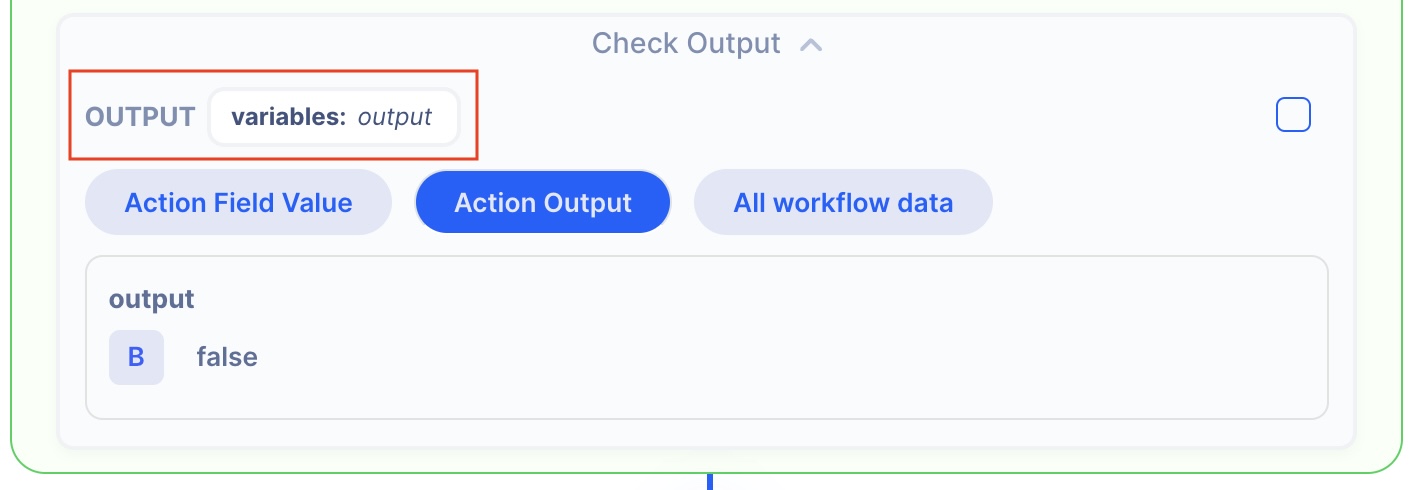 Check Output
OUTPUT variables: output
Action Field Value Action Output All workflow data
output
B false